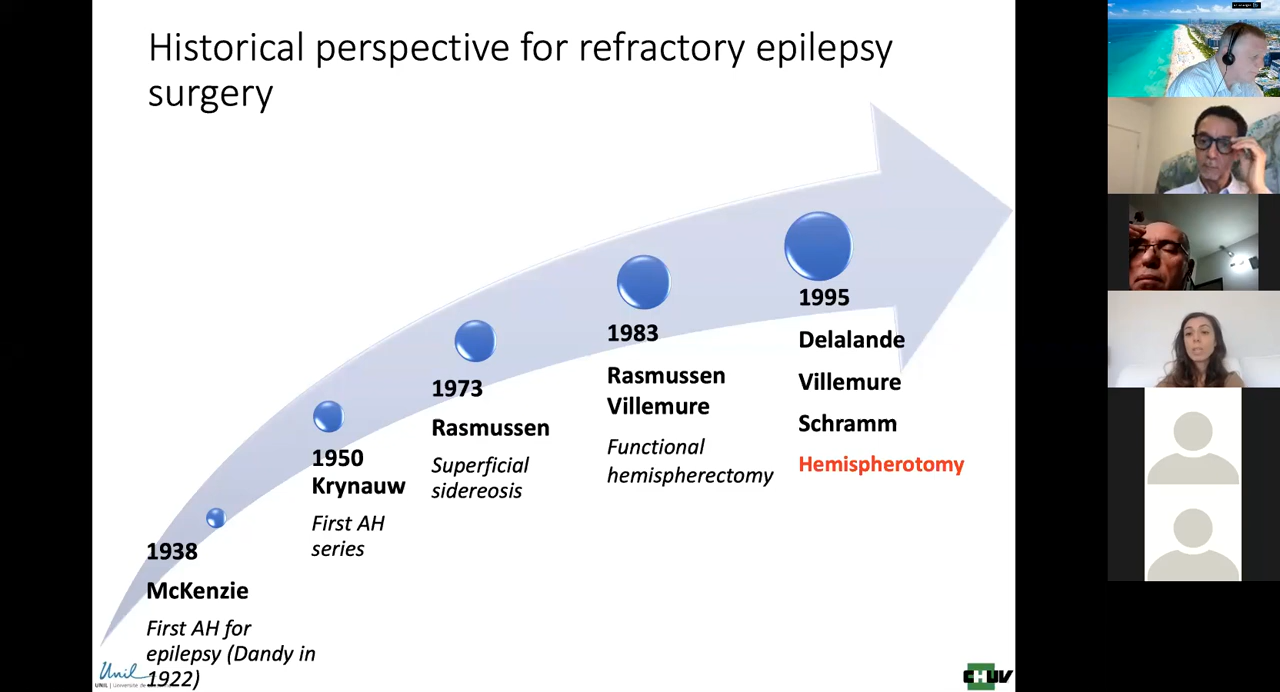 Historical perspective for refractory epilepsy
surgery
1938
McKenzie
First AH for
epilepsy (Dandy in
1922)
1950
Krynauw
First AH
series
1973
Rasmussen
Superficial
sidereosis
1983
Rasmussen
Villemure
Functional
hemispherectomy
1995
Delalande
Villemure
Schramm
Hemispherotomy
Unil
CHUV